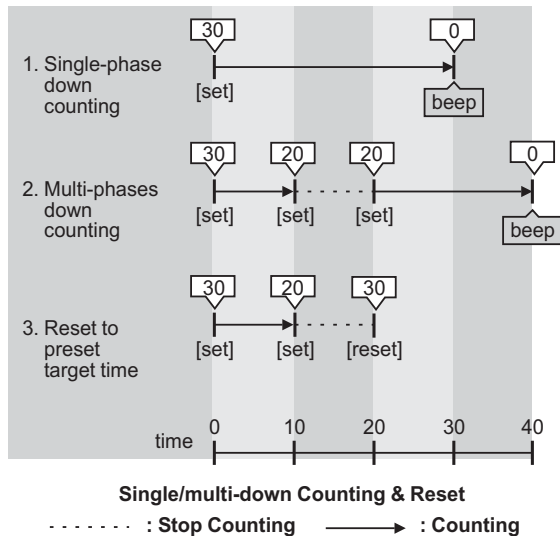 30 0
1. Single-phase
down
counting
[set]
beep
30 20 20 0
2. Multi-phases
down
counting
[set] [set] [set]
beep
30 20 30
3. Reset to
preset
target time
[set] [set] [reset]
time 0 10 20 30 40
Single/multi-down Counting & Reset
: Stop Counting : Counting